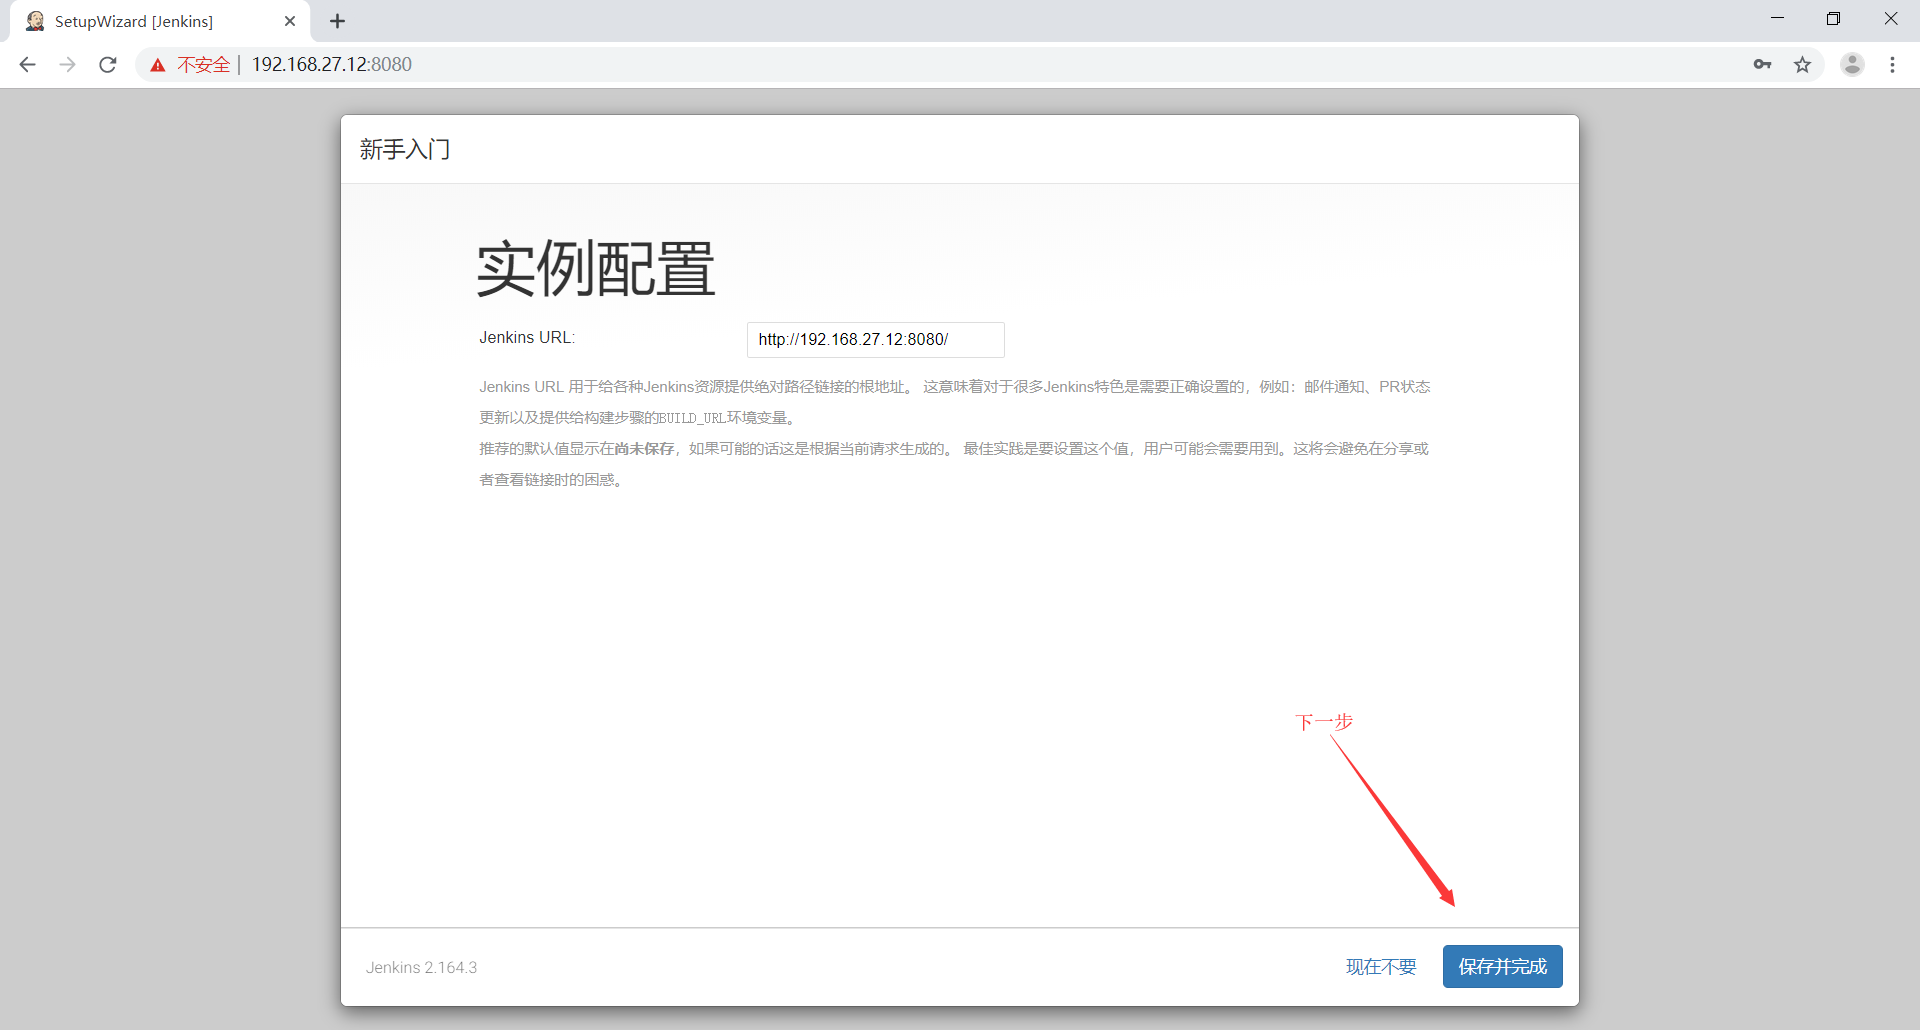 SetupWizard [Jenkins]
不安全 | 192.168.27.12:8080
新手入门
实例配置
Jenkins URL:
http://192.168.27.12:8080/
Jenkins URL 用于给各种Jenkins资源提供绝对路径链接的根地址。 这意味着对于很多Jenkins特色是需要正确设置的，例如：邮件通知、PR状态
更新以及提供给构建步骤的BUILD_URL环境变量。
推荐的默认值显示在尚未保存，如果可能的话这是根据当前请求生成的。 最佳实践是要设置这个值，用户可能会需要用到。这将会避免在分享或
者查看链接时的困惑。
下一步
Jenkins 2.164.3
现在不要
保存并完成